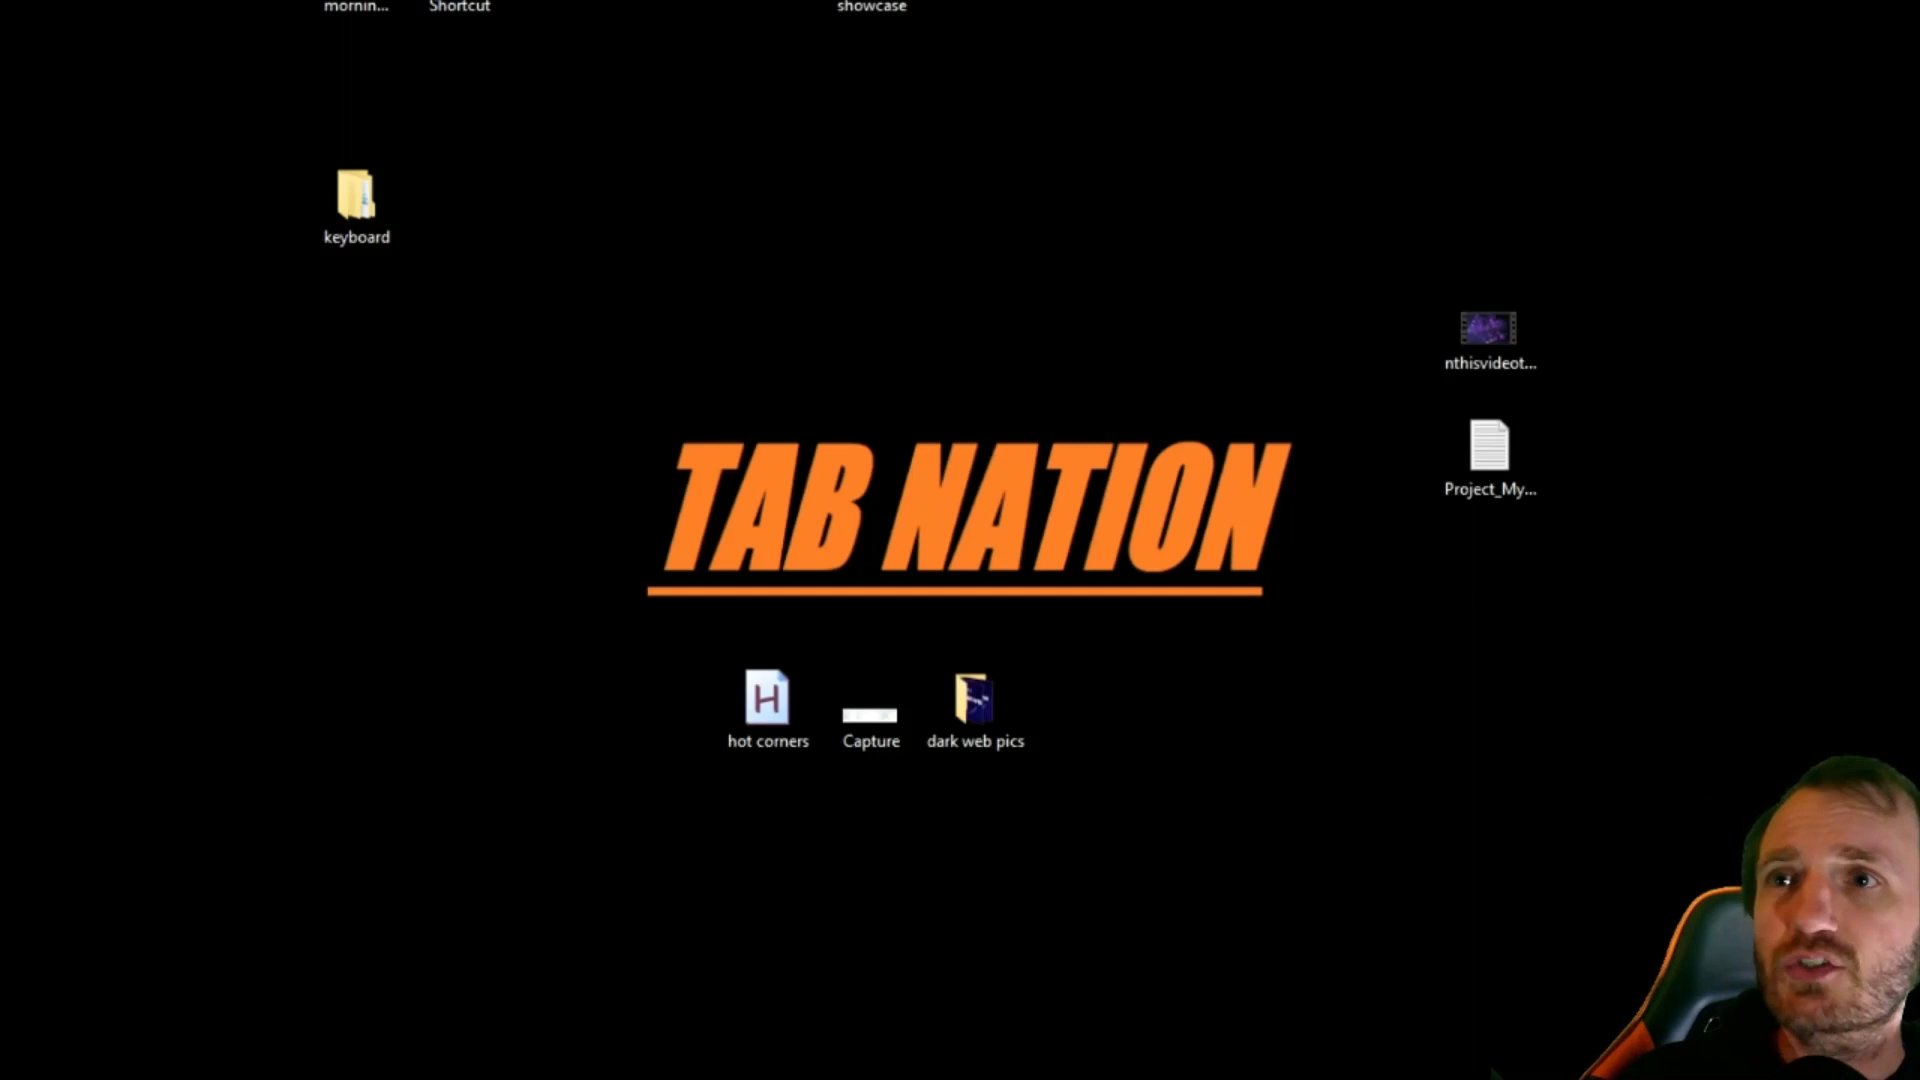 mornin...
Shortcut
showcase
keyboard
nthisvideot...
Project_My...
TAB NATION
H
hot corners
Capture
dark web pics